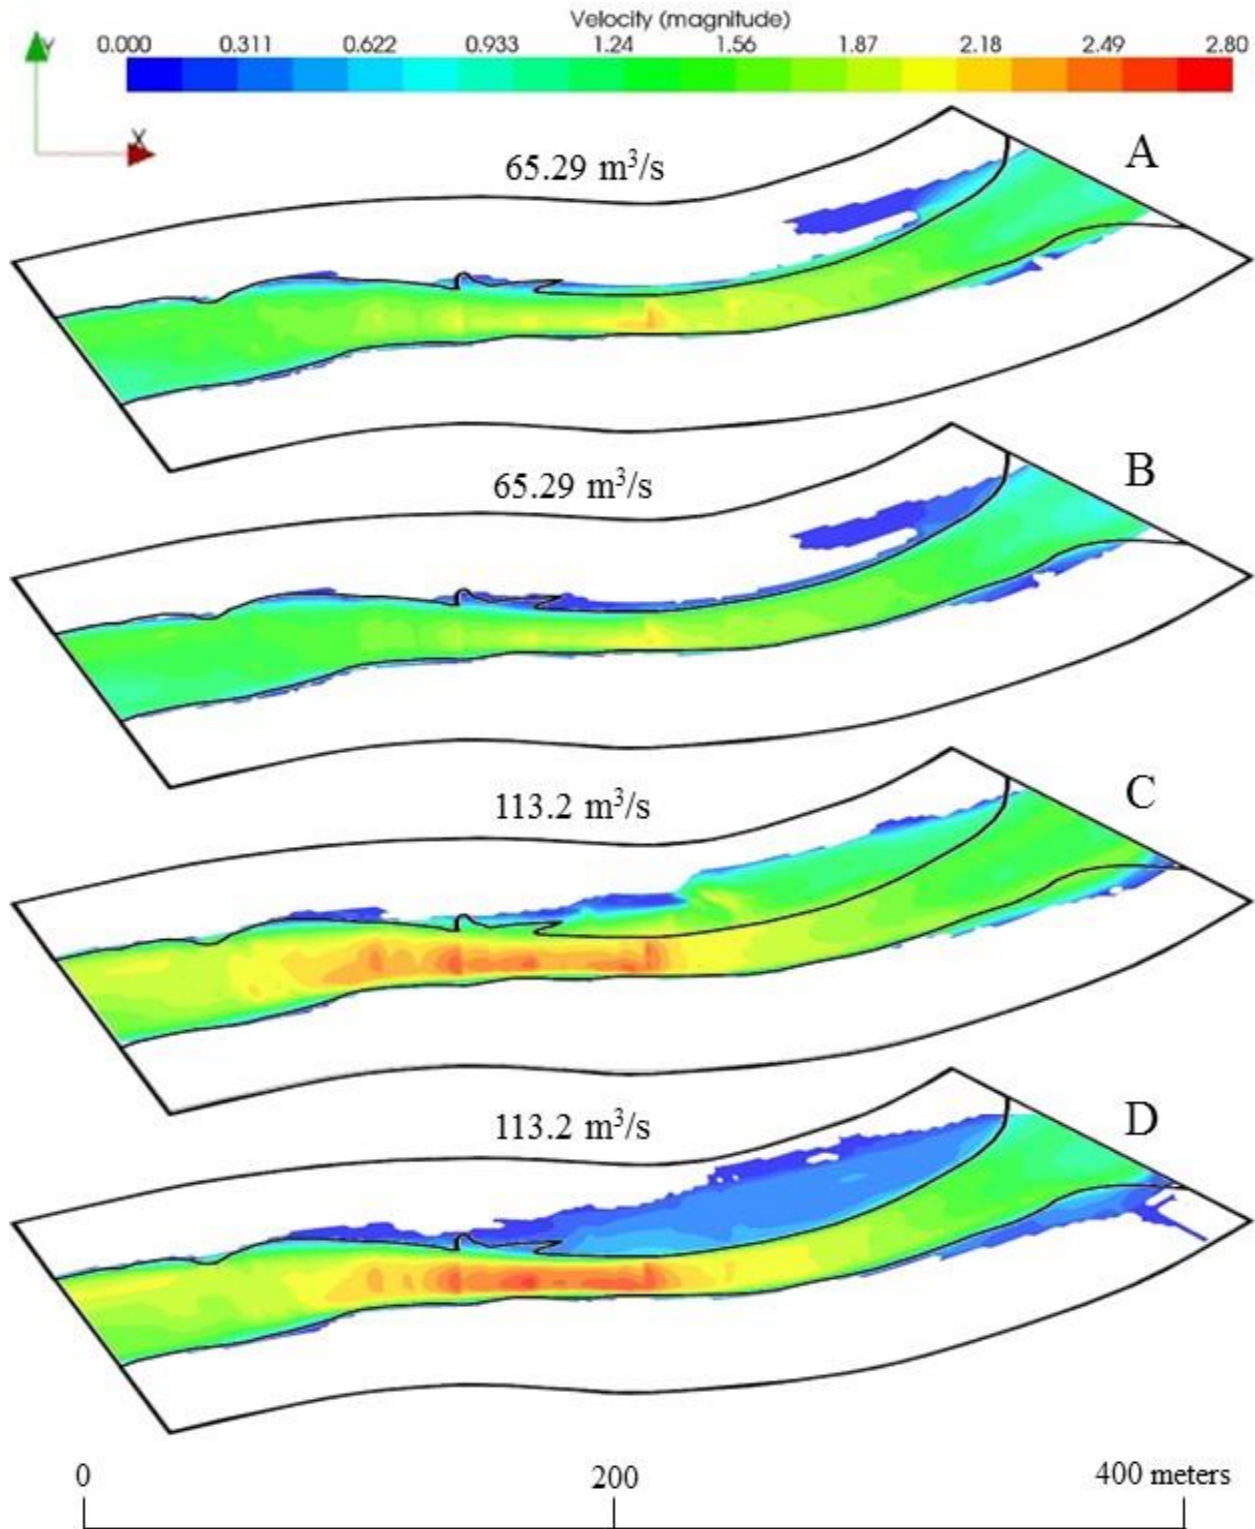 Velocity (magnitude)
0.000 0.311 0.622 0.933 1.24 1.56 1.87 2.18 2.49 2.80
Y
X
65.29 m³/s
A
65.29 m³/s
B
113.2 m³/s
C
113.2 m³/s
D
0 200 400 meters